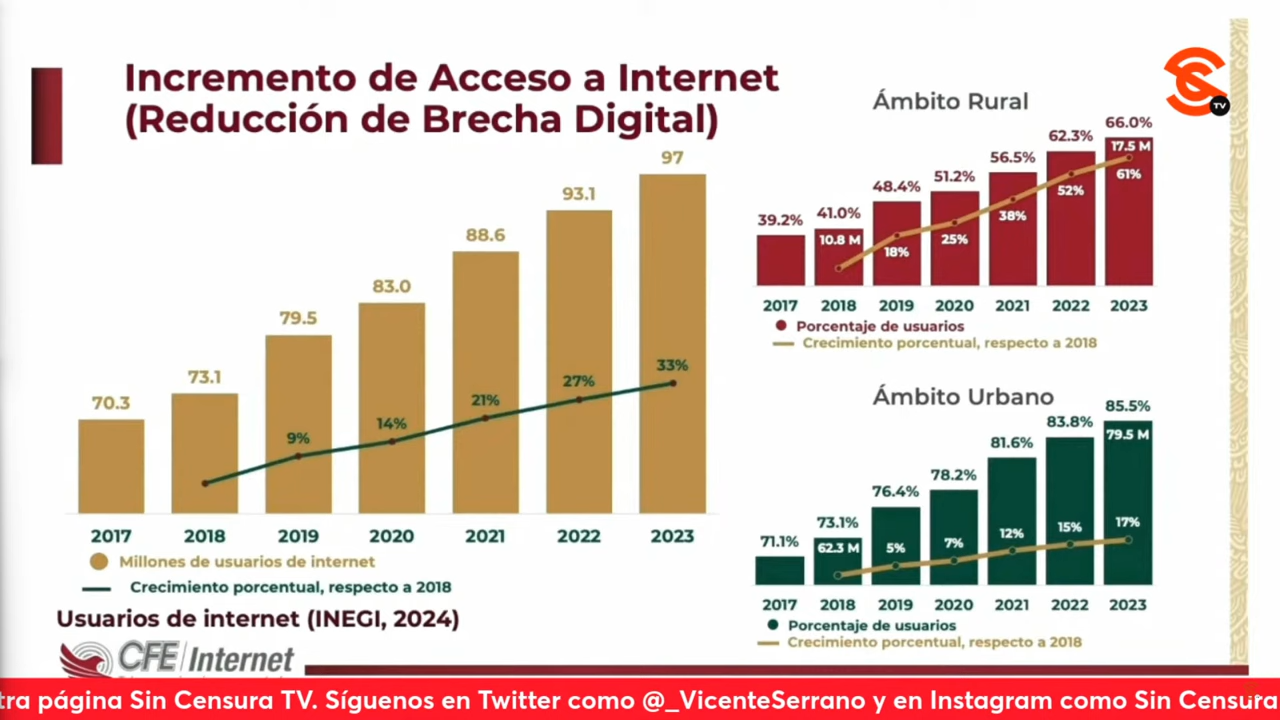 Incremento de Acceso a Internet
(Reducción de Brecha Digital)
97
93.1
88.6
83.0
79.5
73.1
70.3
9%
14%
21%
27%
33%
2017 2018 2019 2020 2021 2022 2023
Millones de usuarios de internet
Crecimiento porcentual, respecto a 2018
Usuarios de internet (INEGI, 2024)
CFE Internet
Ámbito Rural
TV
39.2% 41.0% 48.4% 51.2% 56.5% 62.3% 66.0%
10.8 M 18% 25% 38% 52% 61% 17.5 M
2017 2018 2019 2020 2021 2022 2023
Porcentaje de usuarios
Crecimiento porcentual, respecto a 2018
Ámbito Urbano
71.1% 73.1% 76.4% 78.2% 81.6% 83.8% 85.5%
62.3 M 5% 7% 12% 15% 17% 79.5 M
2017 2018 2019 2020 2021 2022 2023
Porcentaje de usuarios
Crecimiento porcentual, respecto a 2018
tra página Sin Censura TV. Síguenos en Twitter como @_VicenteSerrano y en Instagram como Sin Censura